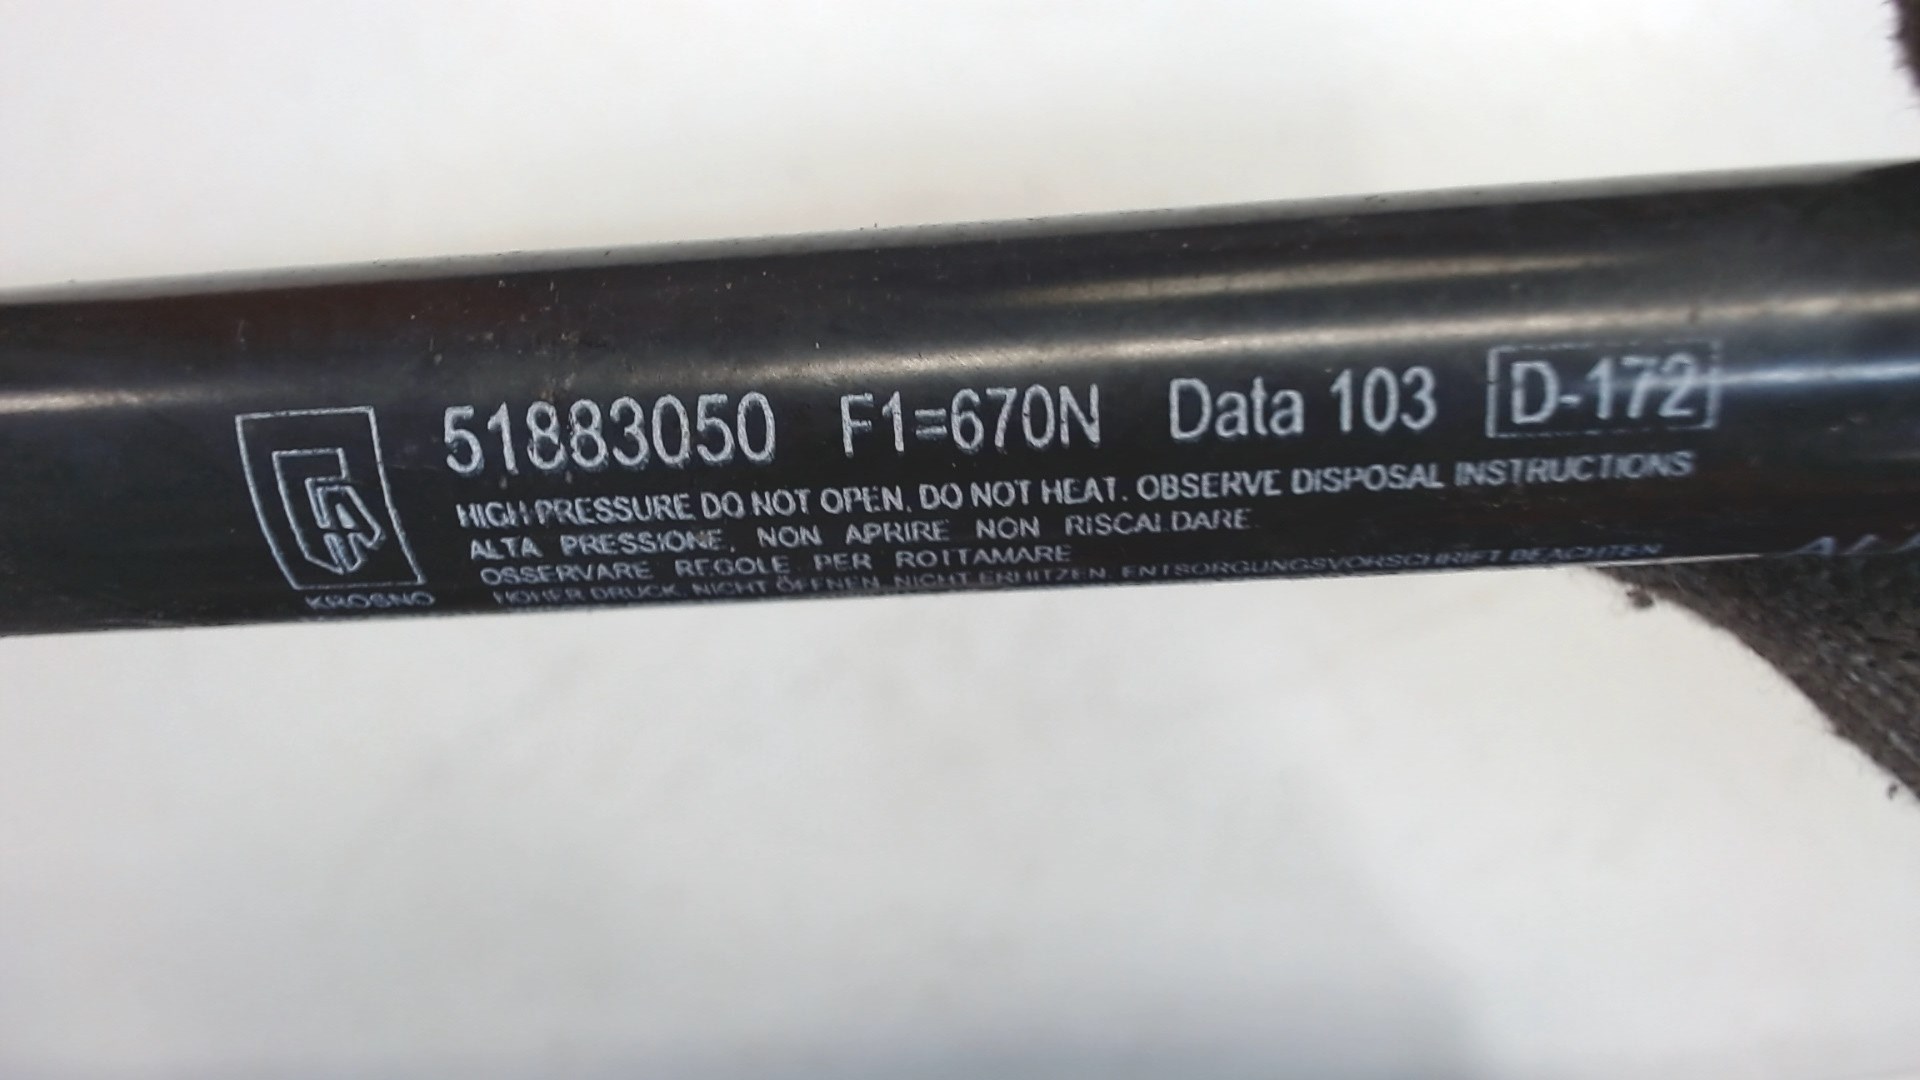 51883050 F1=670N Data 103 D-172
HIGH PRESSURE DO NOT OPEN. DO NOT HEAT. OBSERVE DISPOSAL INSTRUCTIONS
ALTA PRESSIONE. NON APRIRE NON RISCALDARE
OSSERVARE REGOLE PER ROTTAMARE
KROSNO HOHER DRUCK. NICHT ÖFFNEN. NICHT ERHITZEN. ENTSORGUNGSVORSCHRIFT BEACHTEN